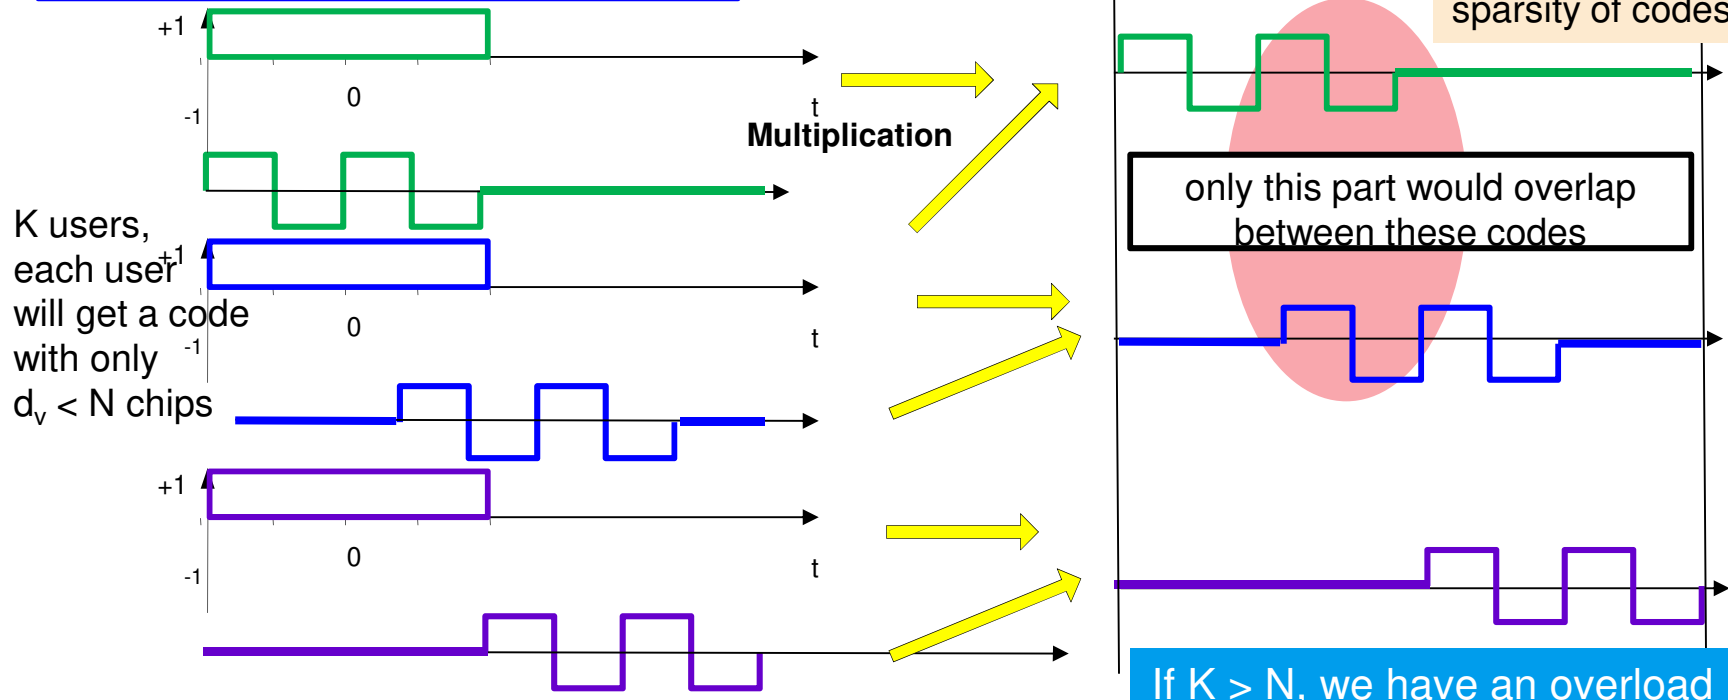 sparsity of codes
+1
0
-1
t
Multiplication
only this part would overlap
between these codes
K users,
each user
will get a code
with only
dv < N chips
+1
0
-1
t
+1
0
-1
t
If K > N, we have an overload